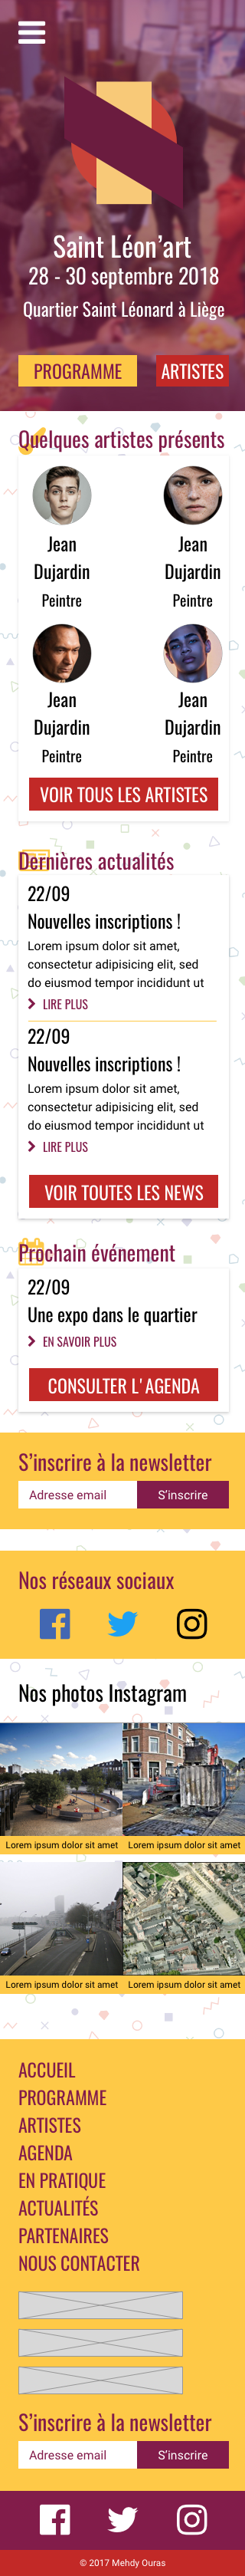 Saint Léon’art
28 - 30 septembre 2018
Quartier Saint Léonard à Liège
PROGRAMME
ARTISTES
Quelques artistes présents
Jean
Dujardin
Peintre
Jean
Dujardin
Peintre
Jean
Dujardin
Peintre
Jean
Dujardin
Peintre
VOIR TOUS LES ARTISTES
Dernières actualités
22/09
Nouvelles inscriptions !
Lorem ipsum dolor sit amet,
consectetur adipisicing elit, sed
do eiusmod tempor incididunt ut
LIRE PLUS
22/09
Nouvelles inscriptions !
Lorem ipsum dolor sit amet,
consectetur adipisicing elit, sed
do eiusmod tempor incididunt ut
LIRE PLUS
VOIR TOUTES LES NEWS
Prochain événement
22/09
Une expo dans le quartier
EN SAVOIR PLUS
CONSULTER L'AGENDA
S’inscrire à la newsletter
Adresse email
S’inscrire
Nos réseaux sociaux
Nos photos Instagram
Lorem ipsum dolor sit amet
Lorem ipsum dolor sit amet
Lorem ipsum dolor sit amet
Lorem ipsum dolor sit amet
ACCUEIL
PROGRAMME
ARTISTES
AGENDA
EN PRATIQUE
ACTUALITÉS
PARTENAIRES
NOUS CONTACTER
S’inscrire à la newsletter
Adresse email
S’inscrire
© 2017 Mehdy Ouras